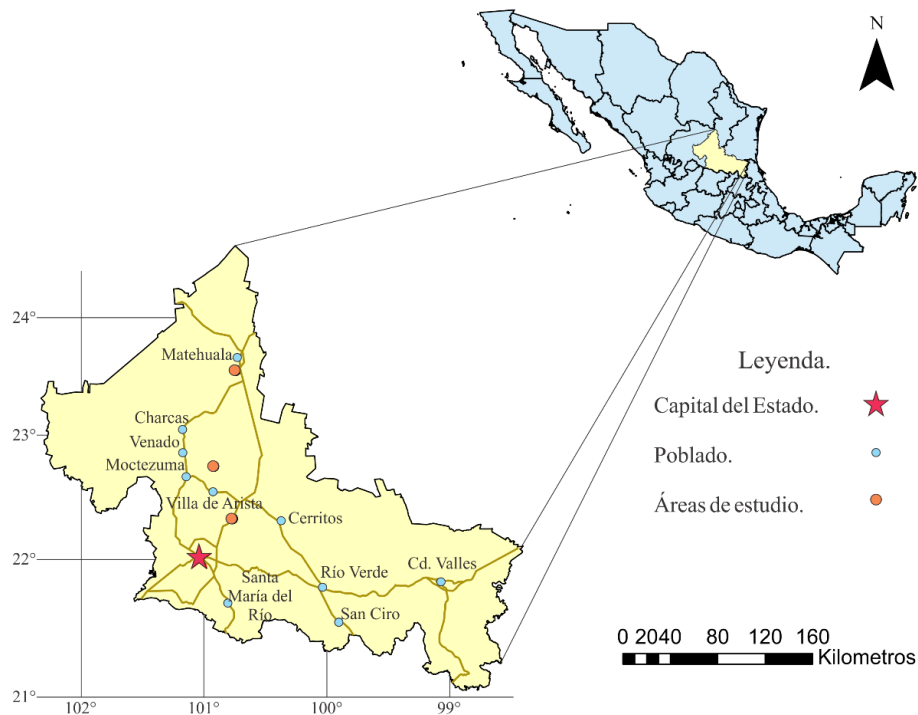 N
24°
Matehuala
Leyenda.
Charcas
Capital del Estado.
23°
Venado
Moctezuma
Poblado.
Villa de Arista
Áreas de estudio.
Cerritos
22°
Cd. Valles
Río Verde
Santa
María del
Río
San Ciro
0 2040 80 120 160
Kilometros
21°
102° 101° 100° 99°